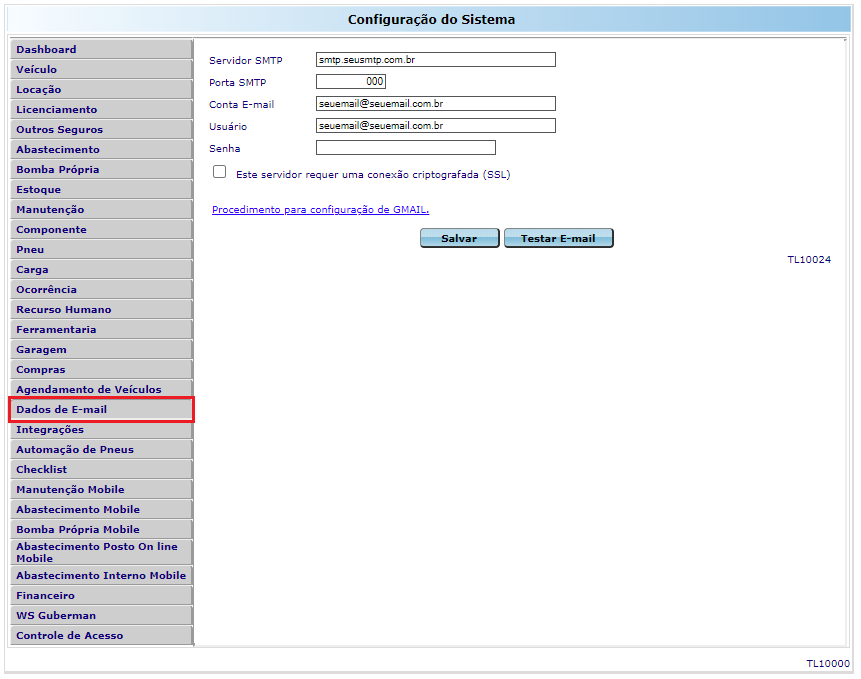 Configuração do Sistema
Dashboard
Veículo
Locação
Licenciamento
Outros Seguros
Abastecimento
Bomba Própria
Estoque
Manutenção
Componente
Pneu
Carga
Ocorrência
Recurso Humano
Ferramentaria
Garagem
Compras
Agendamento de Veículos
Dados de E-mail
Integrações
Automação de Pneus
Checklist
Manutenção Mobile
Abastecimento Mobile
Bomba Própria Mobile
Abastecimento Posto On line
Mobile
Abastecimento Interno Mobile
Financeiro
WS Guberman
Controle de Acesso
Servidor SMTP smtp.seusmtp.com.br
Porta SMTP 000
Conta E-mail seuemail@seuemail.com.br
Usuário seuemail@seuemail.com.br
Senha
Este servidor requer uma conexão criptografada (SSL)
Procedimento para configuração de GMAIL.
Salvar Testar E-mail
TL10024
TL10000